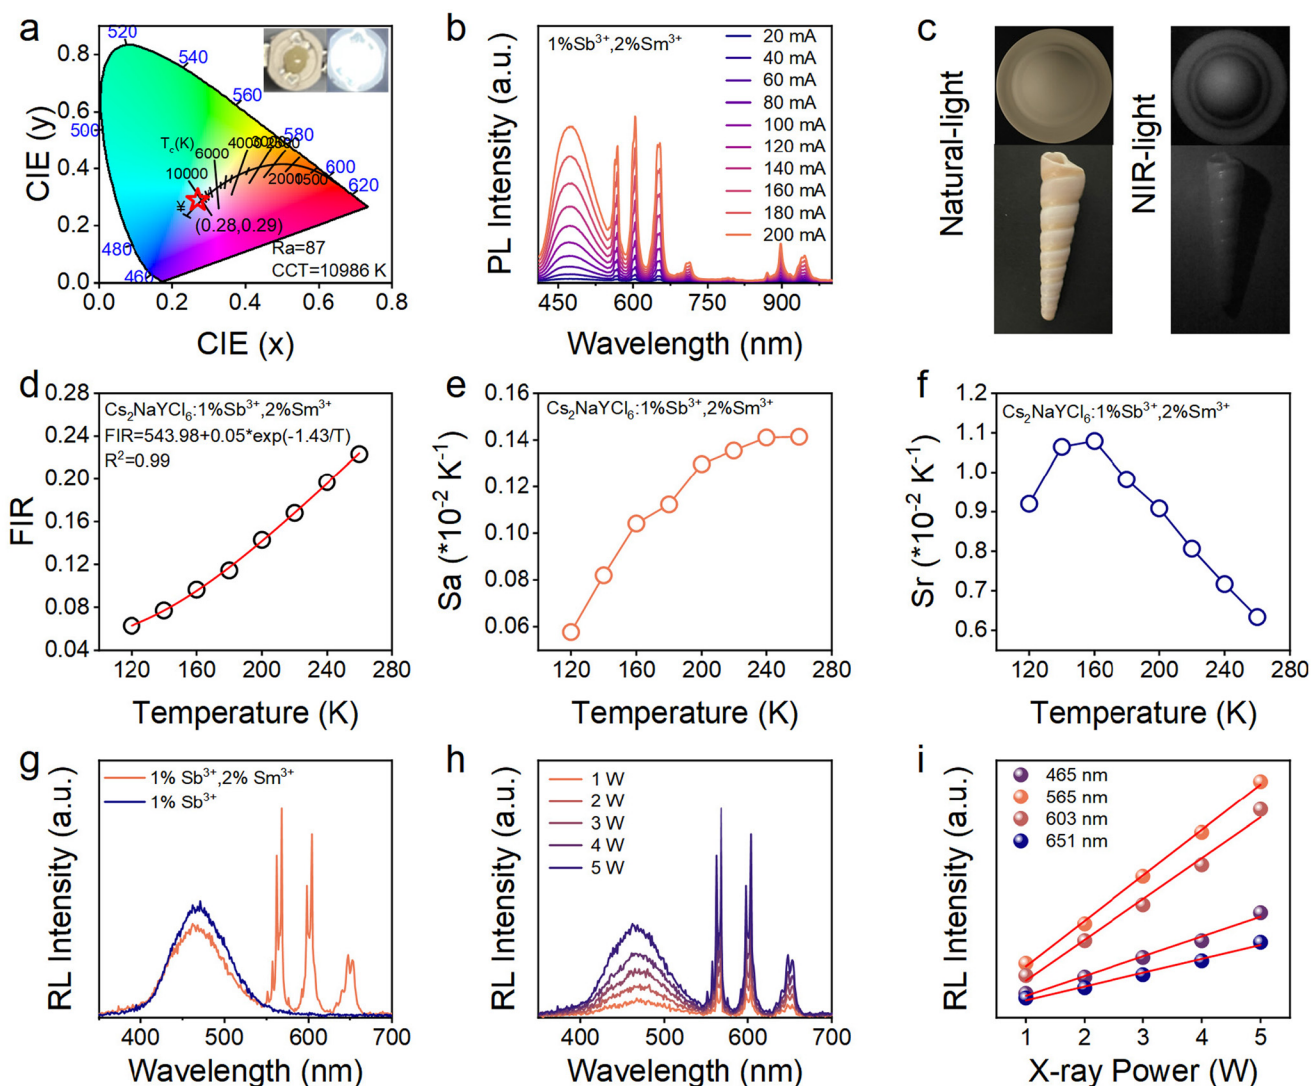 a
0.8
0.6
0.4
0.2
0.0
0.0 0.2 0.4 0.6 0.8
CIE (y)
CIE (x)
520
540
560
580
600
620
500
480
460
T_c(K)
4000
6000
10000
2000
1500
(0.28,0.29)
Ra=87
CCT=10986 K
b
1%Sb³⁺,2%Sm³⁺
20 mA
40 mA
60 mA
80 mA
100 mA
120 mA
140 mA
160 mA
180 mA
200 mA
PL Intensity (a.u.)
450 600 750 900
Wavelength (nm)
c
Natural-light
NIR-light
d
0.28
0.24
0.20
0.16
0.12
0.08
0.04
FIR
Cs₂NaYCl₆:1%Sb³⁺,2%Sm³⁺
FIR=543.98+0.05*exp(-1.43/T)
R²=0.99
120 160 200 240 280
Temperature (K)
e
0.16
0.14
0.12
0.10
0.08
0.06
Sa (*10⁻² K⁻¹)
Cs₂NaYCl₆:1%Sb³⁺,2%Sm³⁺
120 160 200 240 280
Temperature (K)
f
1.2
1.1
1.0
0.9
0.8
0.7
0.6
Sr (*10⁻² K⁻¹)
Cs₂NaYCl₆:1%Sb³⁺,2%Sm³⁺
120 160 200 240 280
Temperature (K)
g
1% Sb³⁺,2% Sm³⁺
1% Sb³⁺
RL Intensity (a.u.)
400 500 600 700
Wavelength (nm)
h
1 W
2 W
3 W
4 W
5 W
RL Intensity (a.u.)
400 500 600 700
Wavelength (nm)
i
465 nm
565 nm
603 nm
651 nm
RL Intensity (a.u.)
1 2 3 4 5
X-ray Power (W)